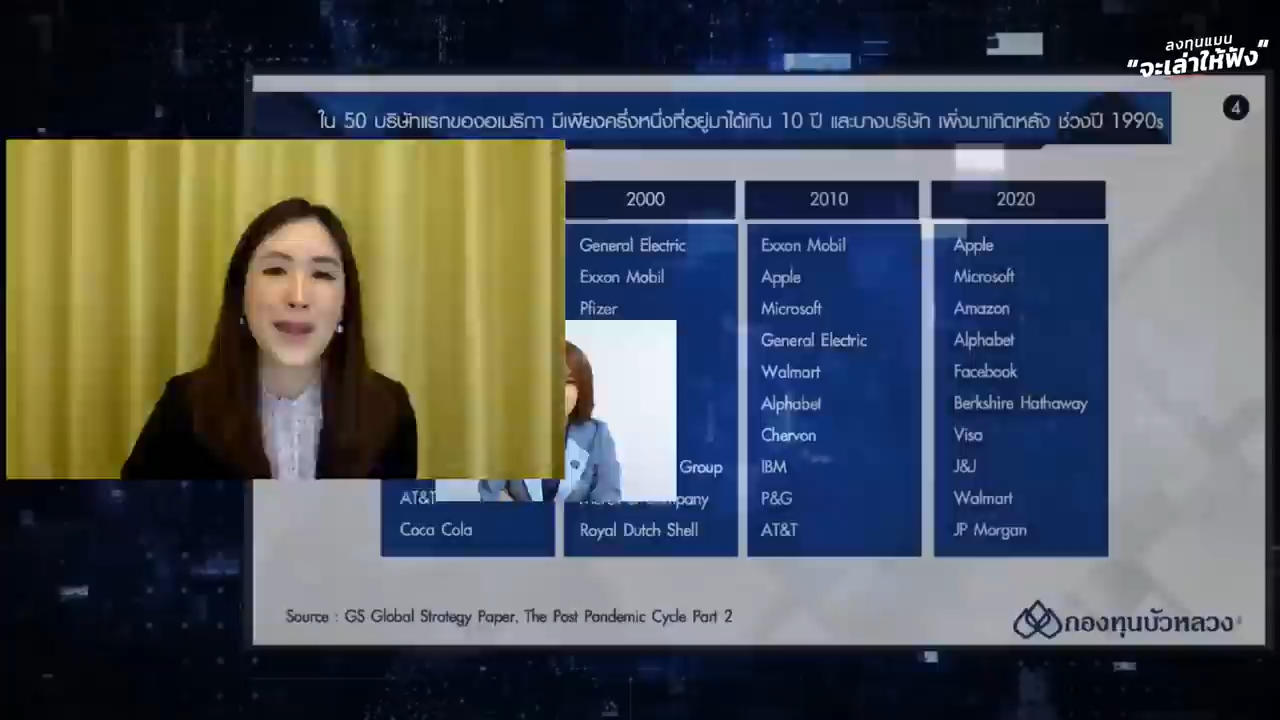 ลงทุนแมน
“จะเล่าให้ฟัง”
4
ใน 50 บริษัทแรกของอเมริกา มีเพียงครึ่งหนึ่งที่อยู่มาได้เกิน 10 ปี และบางบริษัท เพิ่งมาเกิดหลัง ช่วงปี 1990s
AT&T
Coca Cola
2000
General Electric
Exxon Mobil
Pfizer
Group
Royal Dutch Shell
2010
Exxon Mobil
Apple
Microsoft
General Electric
Walmart
Alphabet
Chervon
IBM
P&G
AT&T
2020
Apple
Microsoft
Amazon
Alphabet
Facebook
Berkshire Hathaway
Visa
J&J
Walmart
JP Morgan
Source : GS Global Strategy Paper, The Post Pandemic Cycle Part 2
กองทุนบัวหลวง